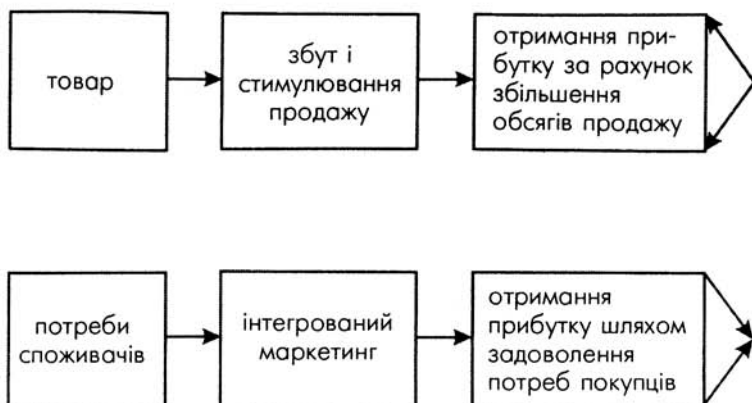 товар
збут і
стимулювання
продажу
отримання при-
бутку за рахунок
збільшення
обсягів продажу
потреби
споживачів
інтегрований
маркетинг
отримання
прибутку шляхом
задоволення
потреб покупців